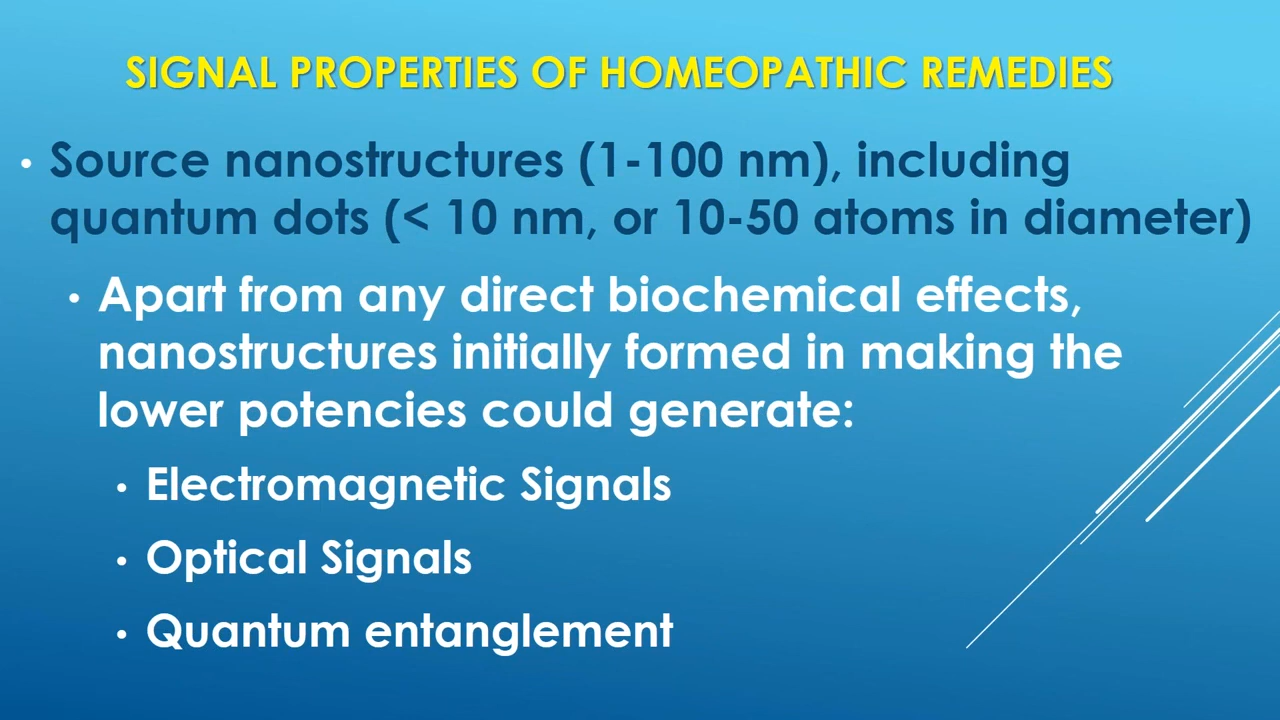 SIGNAL PROPERTIES OF HOMEOPATHIC REMEDIES
• Source nanostructures (1-100 nm), including
quantum dots (< 10 nm, or 10-50 atoms in diameter)
• Apart from any direct biochemical effects,
nanostructures initially formed in making the
lower potencies could generate:
• Electromagnetic Signals
• Optical Signals
• Quantum entanglement